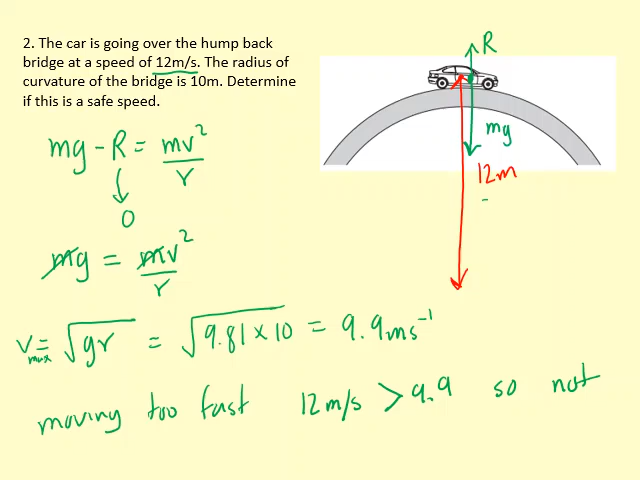 2. The car is going over the hump back
bridge at a speed of 12m/s. The radius of
curvature of the bridge is 10m. Determine
if this is a safe speed.
R
mg
12m
mg - R = mv²/r
0
mg = mv²/r
v = √gr = √9.81 × 10 = 9.9ms⁻¹
max
moving too fast 12m/s > 9.9 so not